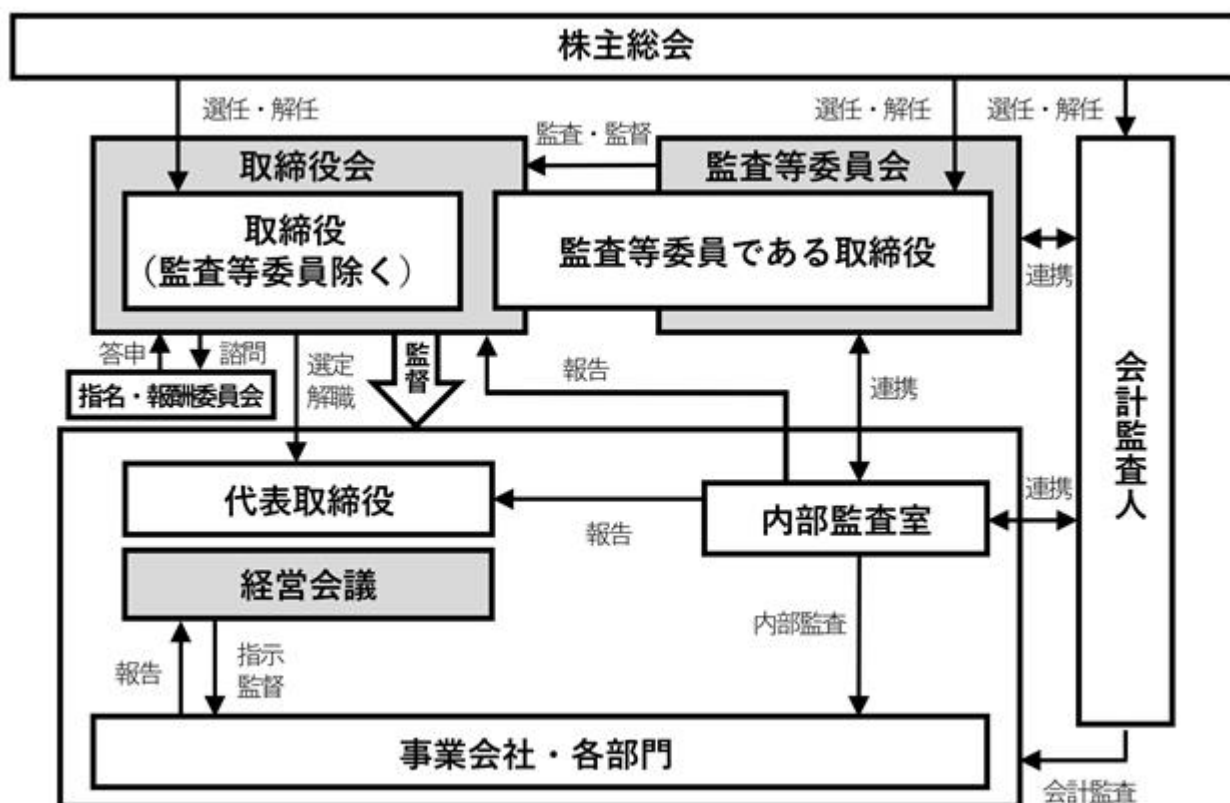 株主総会
選任・解任
選任・解任
選任・解任
監査・監督
取締役会
監査等委員会
取締役
（監査等委員除く）
監査等委員である取締役
連携
答申
諮問
選定
解職
監督
報告
連携
指名・報酬委員会
会計監査人
代表取締役
報告
内部監査室
連携
経営会議
報告
指示
監督
内部監査
事業会社・各部門
会計監査